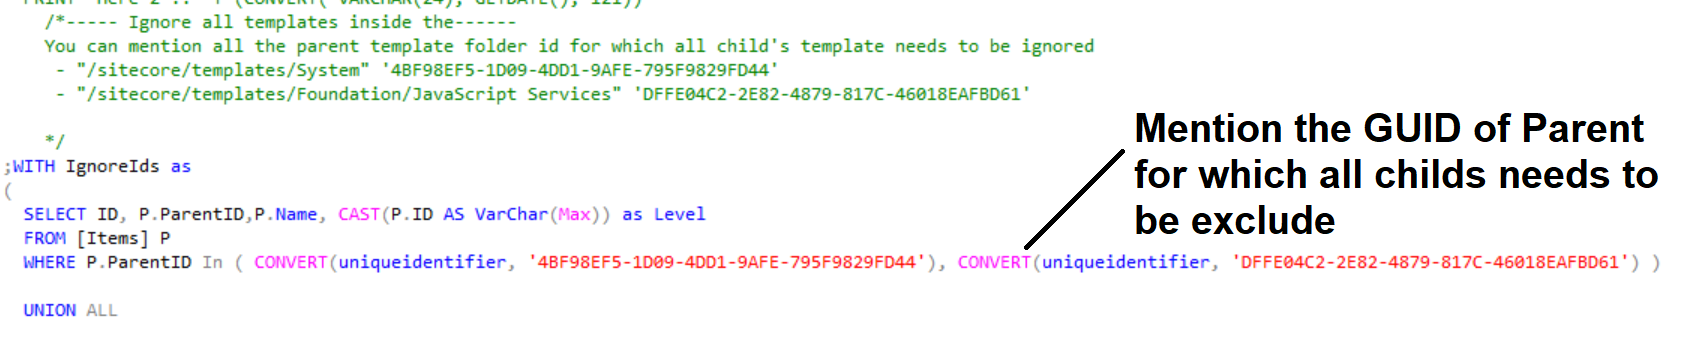 PRINT 'Here 2 :: '+ (CONVERT( VARCHAR(24), GETDATE(), 121))
/*----- Ignore all templates inside the------
You can mention all the parent template folder id for which all child's template needs to be ignored
- "/sitecore/templates/System" '4BF98EF5-1D09-4DD1-9AFE-795F9829FD44'
- "/sitecore/templates/Foundation/JavaScript Services" 'DFFE04C2-2E82-4879-817C-46018EAFBD61'
*/
;WITH IgnoreIds as
(
SELECT ID, P.ParentID,P.Name, CAST(P.ID AS VarChar(Max)) as Level
FROM [Items] P
WHERE P.ParentID In ( CONVERT(uniqueidentifier, '4BF98EF5-1D09-4DD1-9AFE-795F9829FD44'), CONVERT(uniqueidentifier, 'DFFE04C2-2E82-4879-817C-46018EAFBD61') )
UNION ALL
Mention the GUID of Parent
for which all childs needs to
be exclude